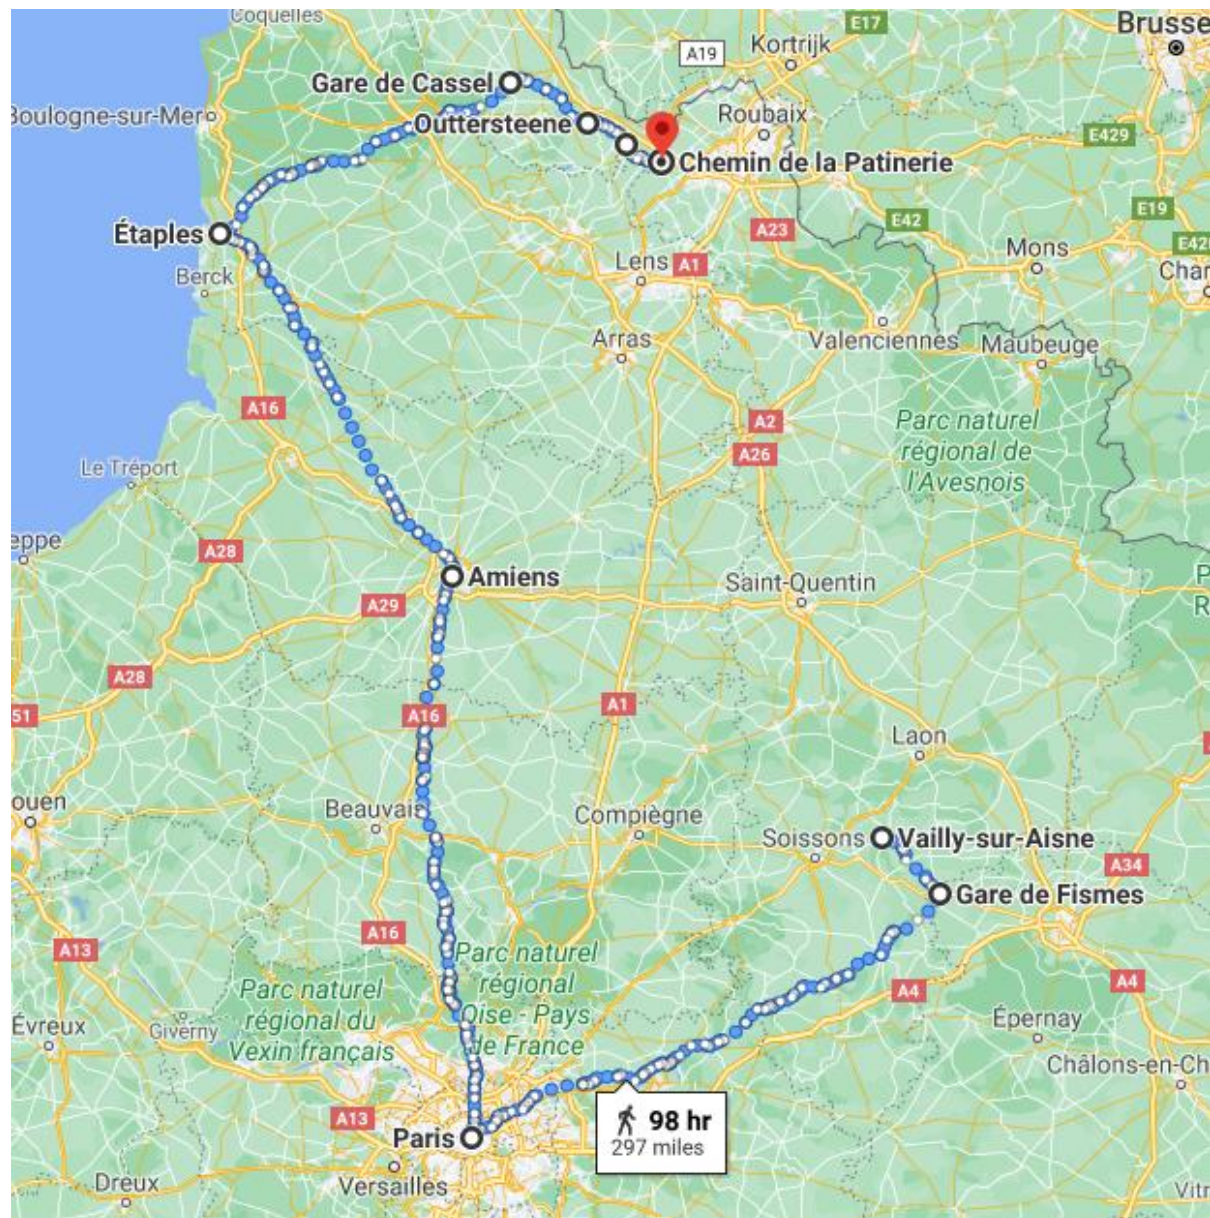 Coquelles
E17
Brusse
A19
Kortrijk
Gare de Cassel
Boulogne-sur-Mer
Outtersteene
Roubaix
E429
Chemin de la Patinerie
E19
Étaples
E42
A23
E42
Mons
Berck
Lens
A1
Char
Arras
Valenciennes
Maubeuge
A16
A2
Parc naturel
régional de
l'Avesnois
A26
Le Tréport
eppe
A28
Amiens
Saint-Quentin
P
R
A29
A28
51
A16
A1
Laon
ouen
Beauvais
Compiègne
Soissons
Vailly-sur-Aisne
A34
Gare de Fismes
A13
A16
Parc naturel
régional
Oise - Pays
de France
Parc naturel
régional du
Vexin français
A4
A4
Évreux
Giverny
Épernay
Châlons-en-Ch
A13
Paris
98 hr
297 miles
Versailles
Dreux
Vitr